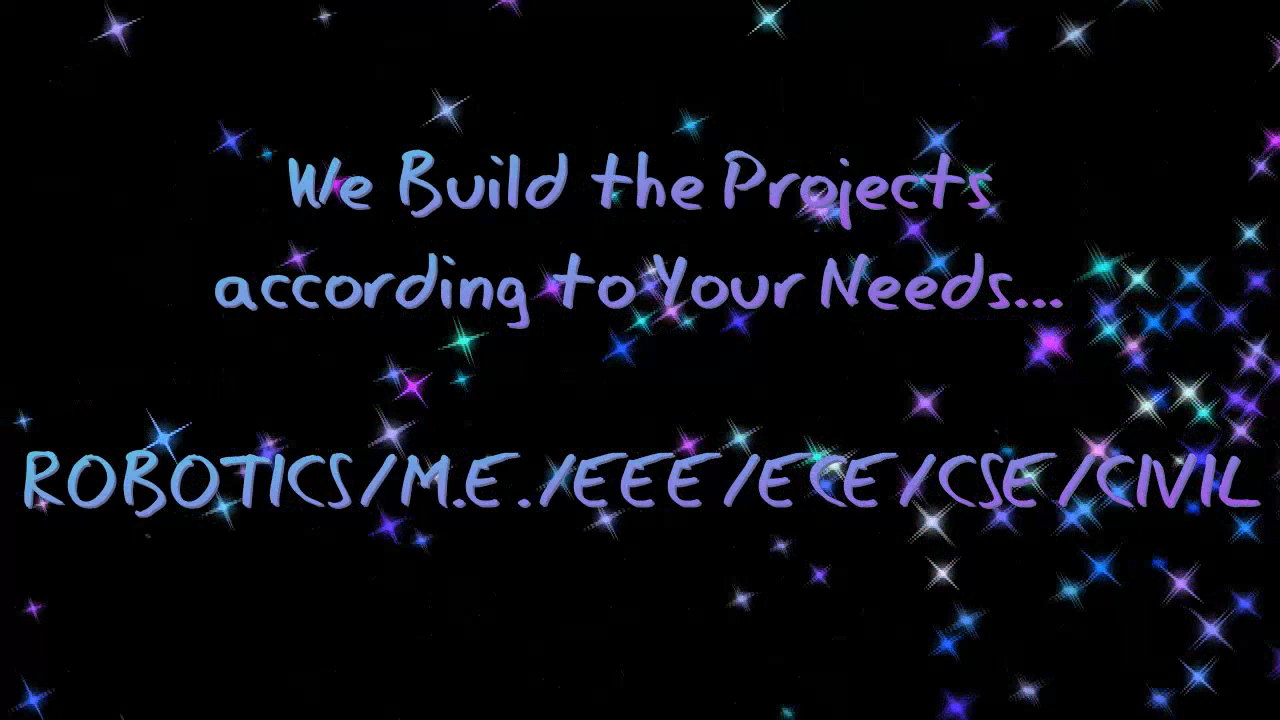 We Build the Projects
according to Your Needs...
ROBOTICS/M.E./EEE/ECE/CSE/CIVIL